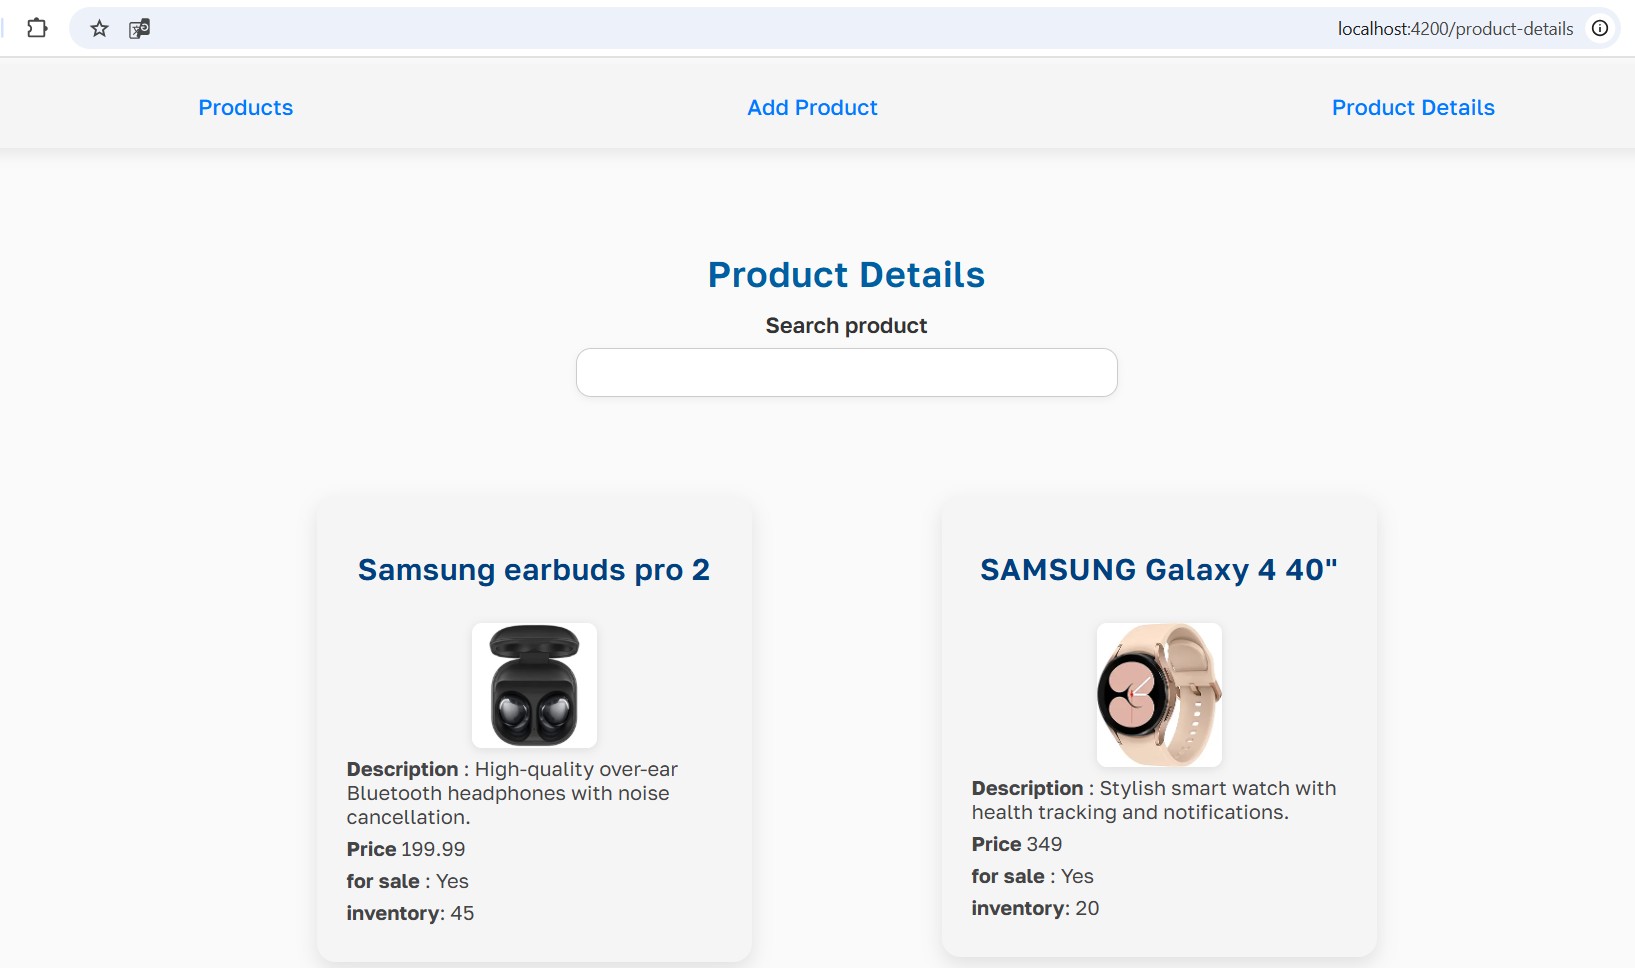 localhost:4200/product-details
Products
Add Product
Product Details
Product Details
Search product
Samsung earbuds pro 2
Description : High-quality over-ear
Bluetooth headphones with noise
cancellation.
Price 199.99
for sale : Yes
inventory: 45
SAMSUNG Galaxy 4 40"
Description : Stylish smart watch with
health tracking and notifications.
Price 349
for sale : Yes
inventory: 20